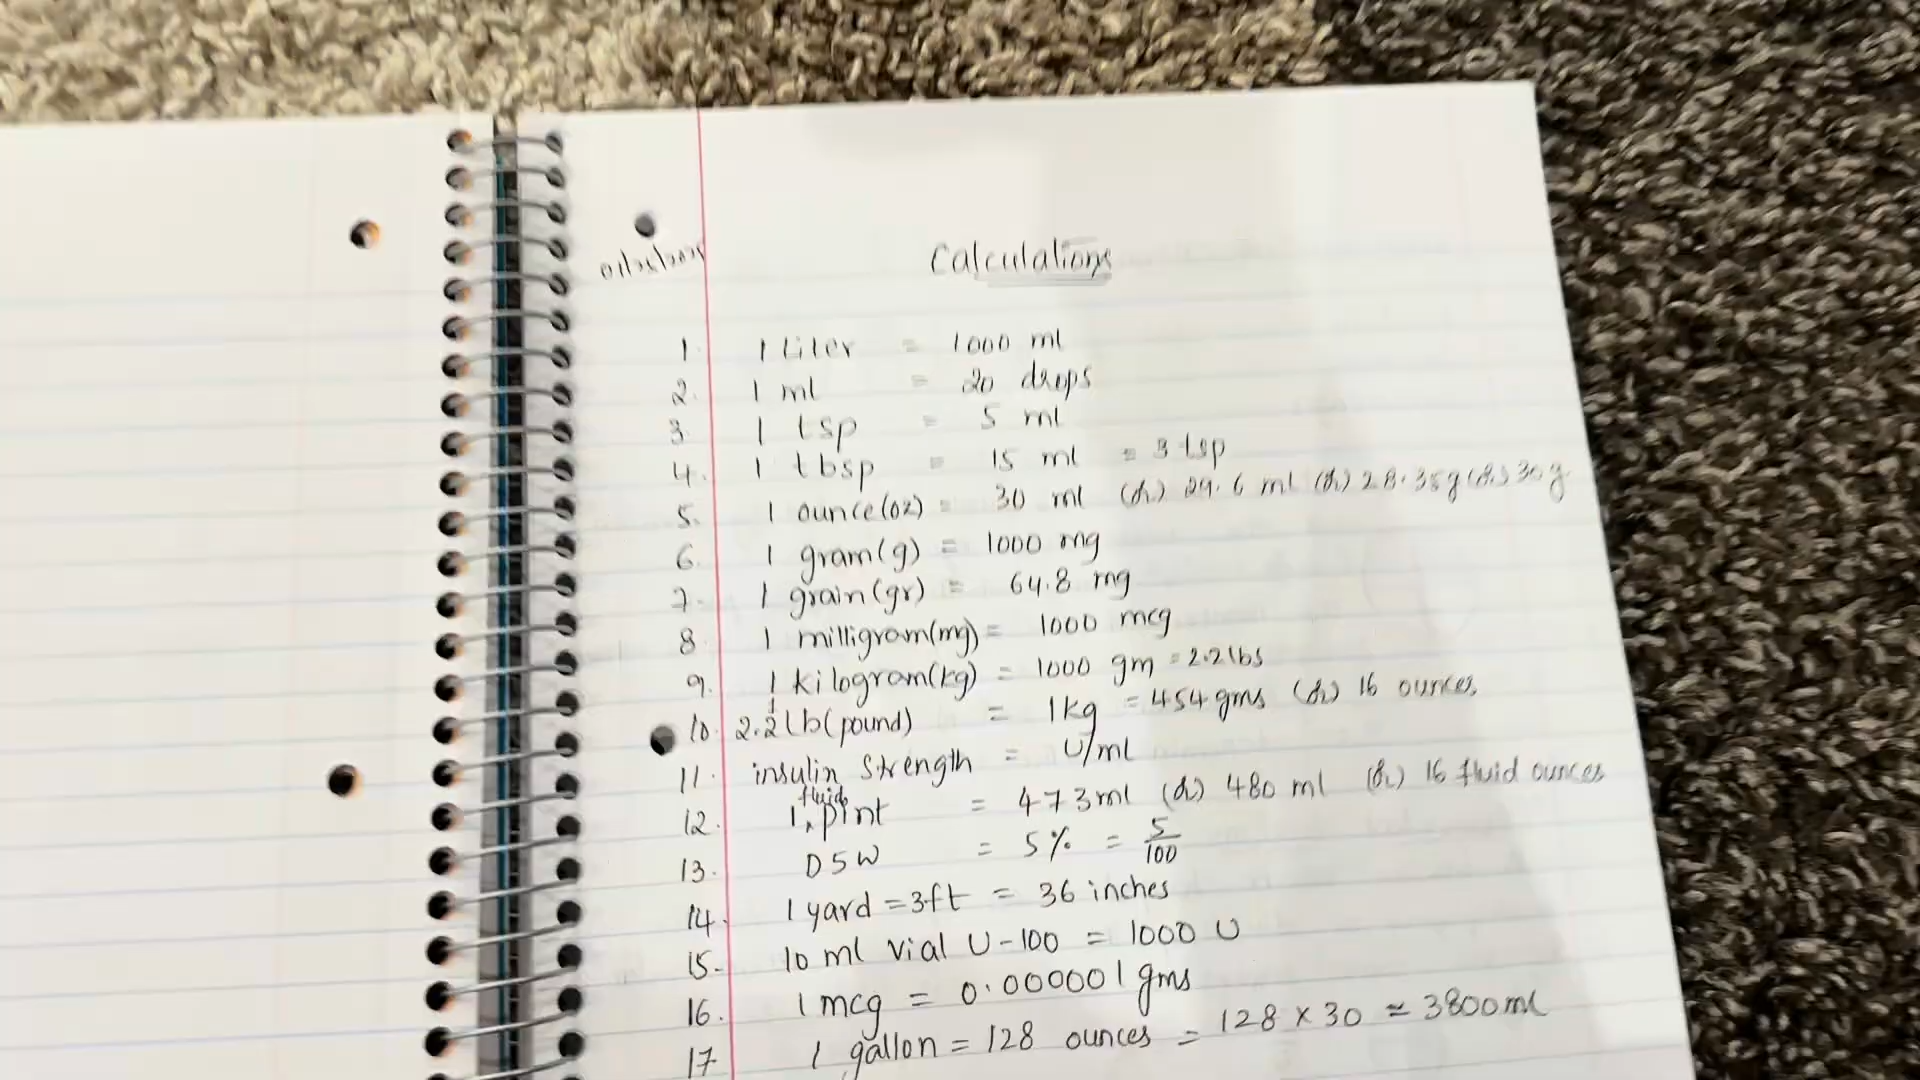 Calculations
1. 1 Liter = 1000 ml
2. 1 ml = 20 drops
3. 1 tsp = 5 ml
4. 1 tbsp = 15 ml = 3 tsp
5. 1 ounce(oz) = 30 ml (or) 29.6 ml (or) 28.35g (or) 30g
6. 1 gram(g) = 1000 mg
7. 1 grain(gr) = 64.8 mg
8. 1 milligram(mg) = 1000 mcg
9. 1 kilogram(kg) = 1000 gm = 2.2 lbs
10. 2.2 lb(pound) = 1kg = 454 gms (or) 16 ounces
11. insulin strength = U/ml
12. 1 fluid pint = 473ml (or) 480 ml (or) 16 fluid ounces
13. D5W = 5% = 5/100
14. 1 yard = 3ft = 36 inches
15. 10 ml vial U-100 = 1000 U
16. 1 mcg = 0.000001 gms
17 1 gallon = 128 ounces = 128 x 30 ≈ 3800ml